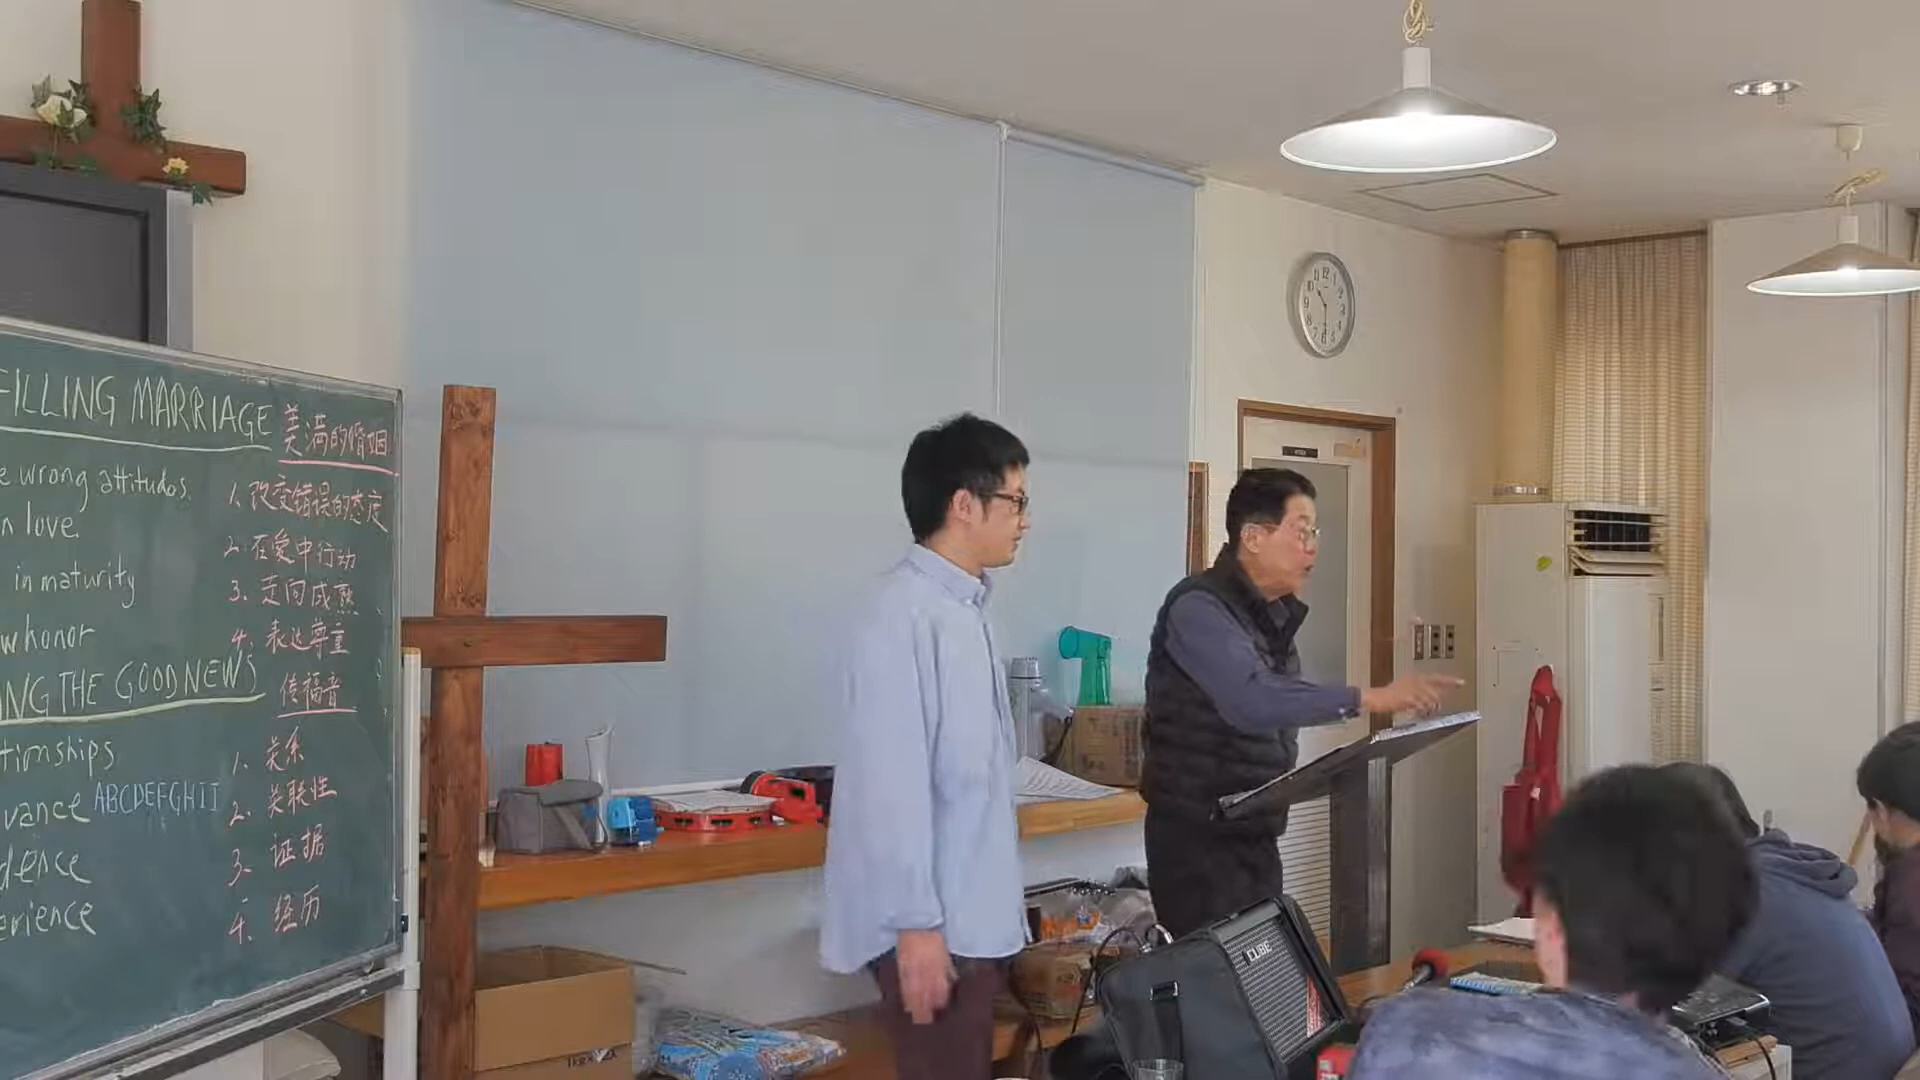 FILLING MARRIAGE 美满的婚姻
e wrong attitudos. 1. 改变错误的态度
n love. 2. 在爱中行动
in maturity 3. 走向成熟
w honor 4. 表达尊重
NG THE GOOD NEWS 传福音
tionships 1. 关系
vance ABCDEFGHIJ 2. 关联性
dence 3. 证据
erience 4. 经历
CUBE